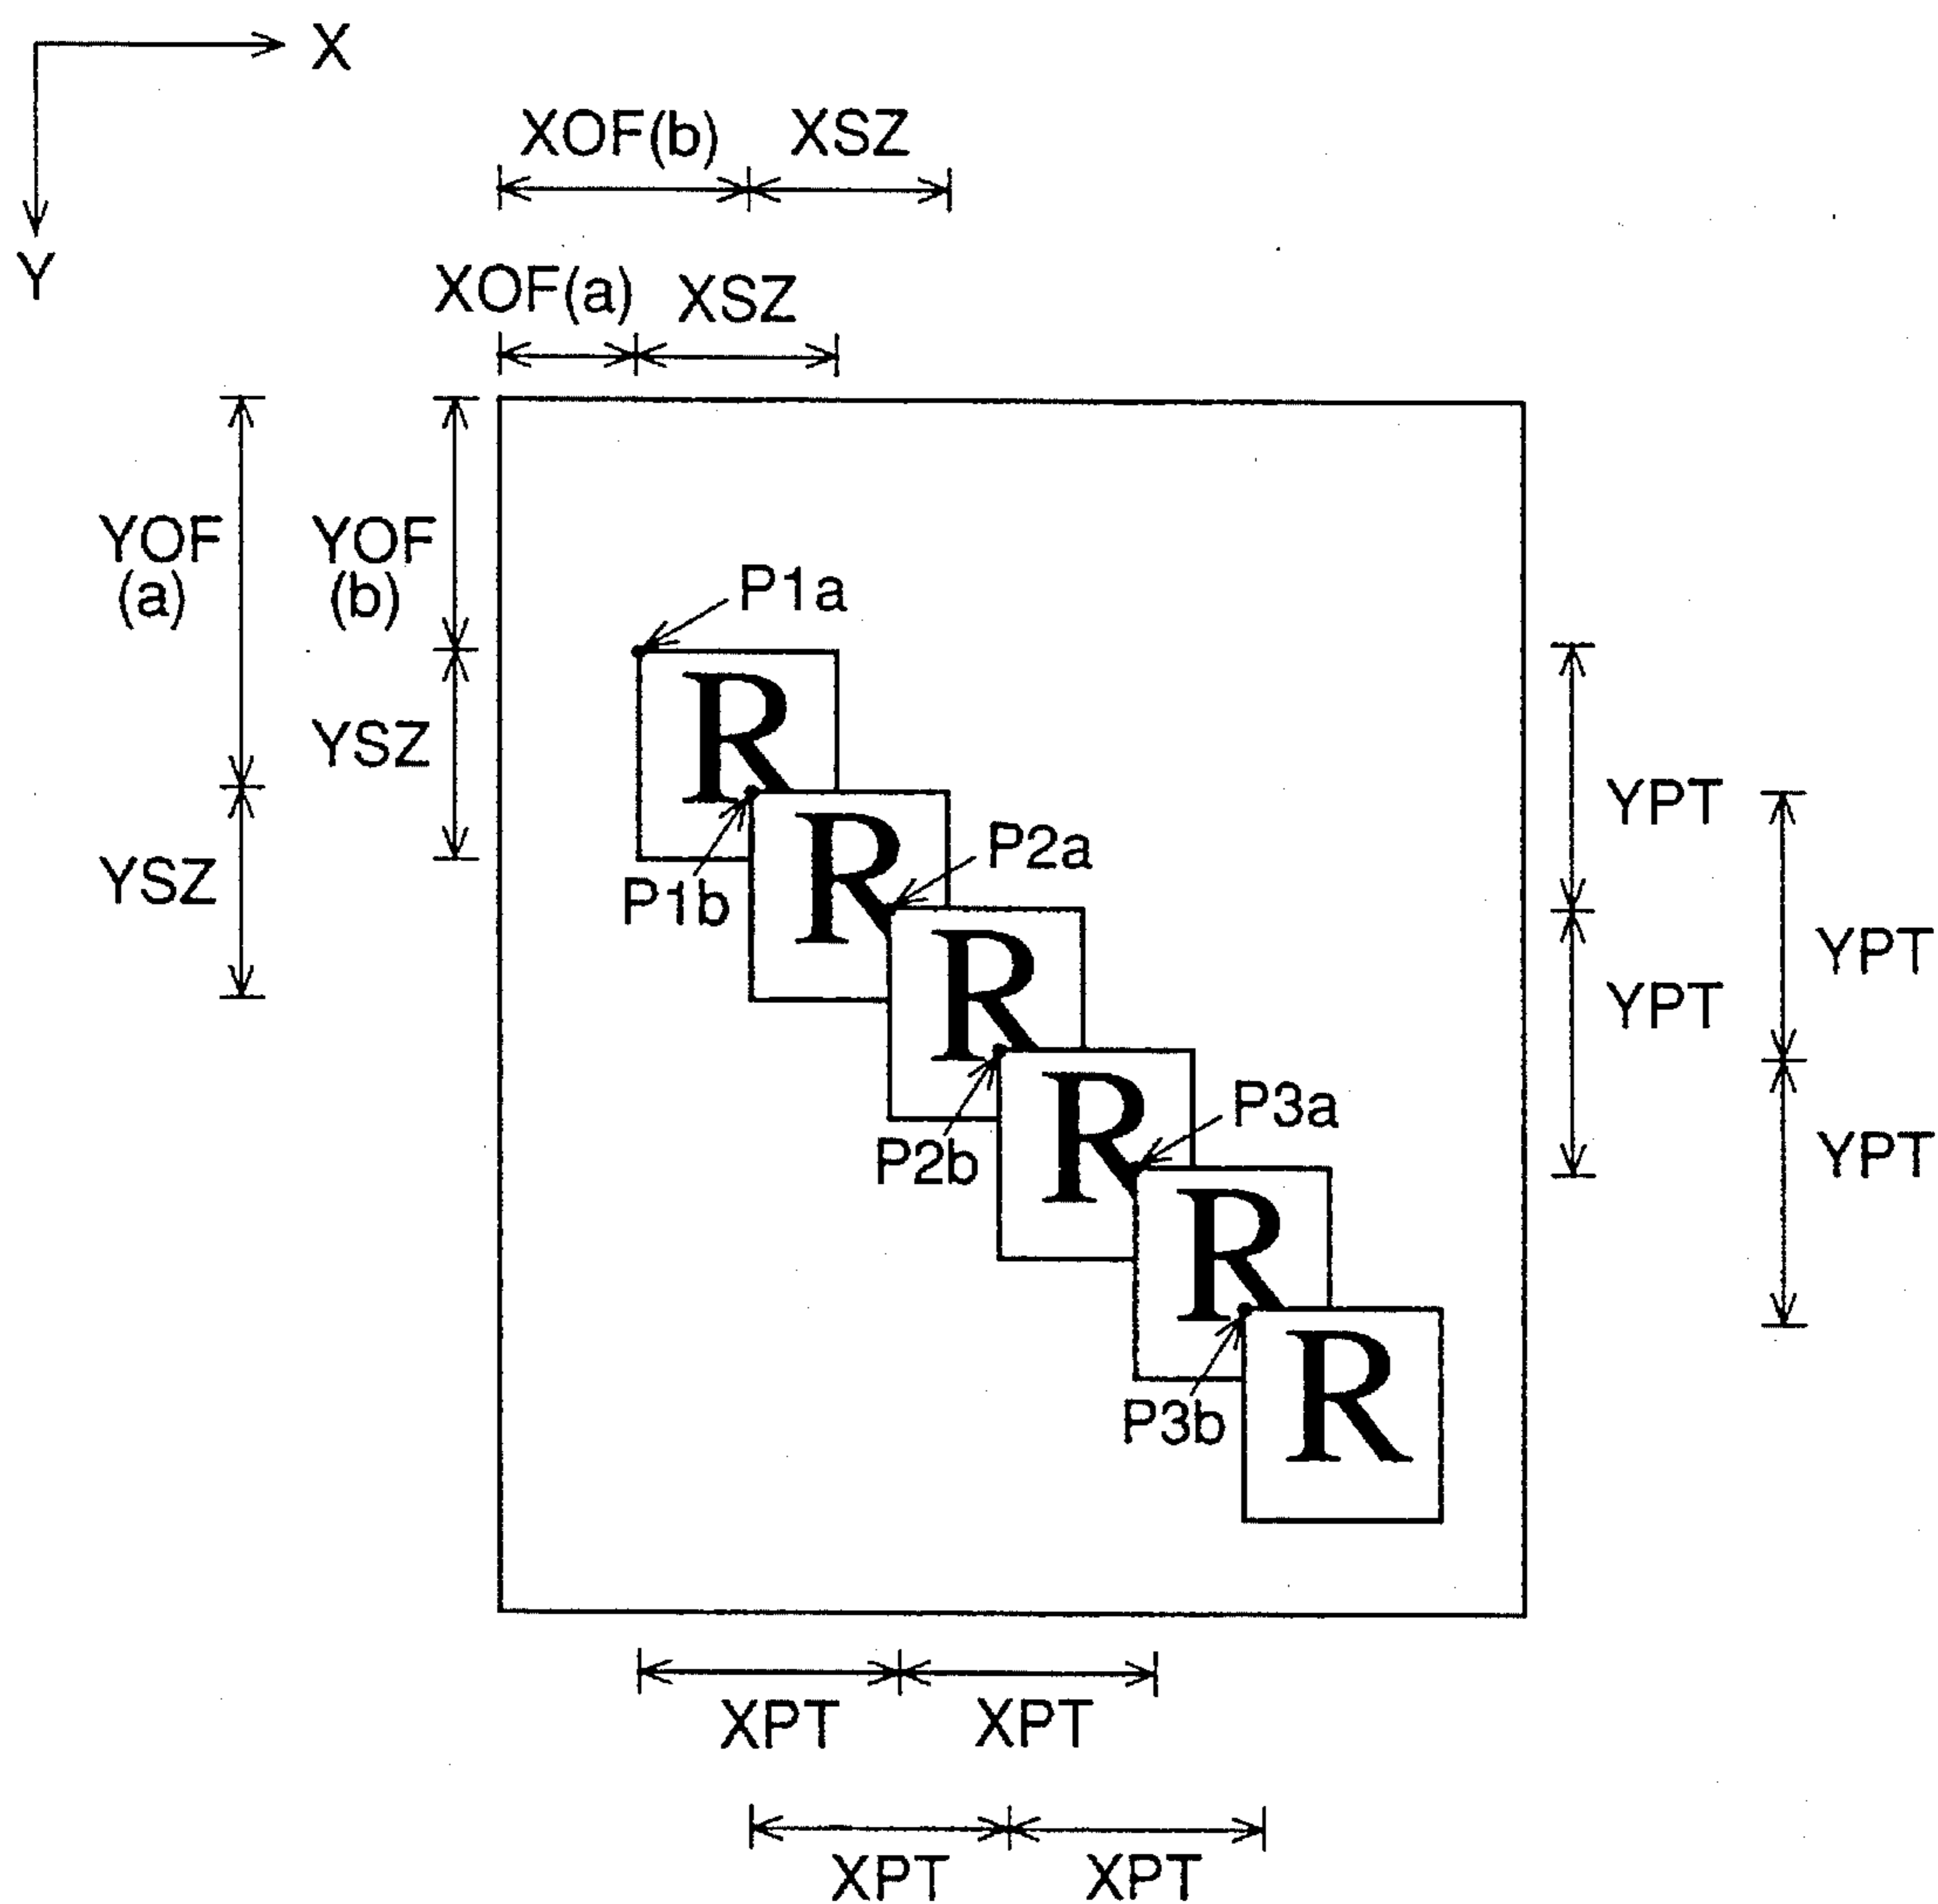 X
XOF(b) XSZ
Y
XOF(a) XSZ
YOF
(a)
YOF
(b)
P1a
R
YSZ
YPT
R
P2a
YSZ
P1b
YPT
R
YPT
R
P3a
P2b
YPT
R
R
P3b
XPT XPT
XPT XPT